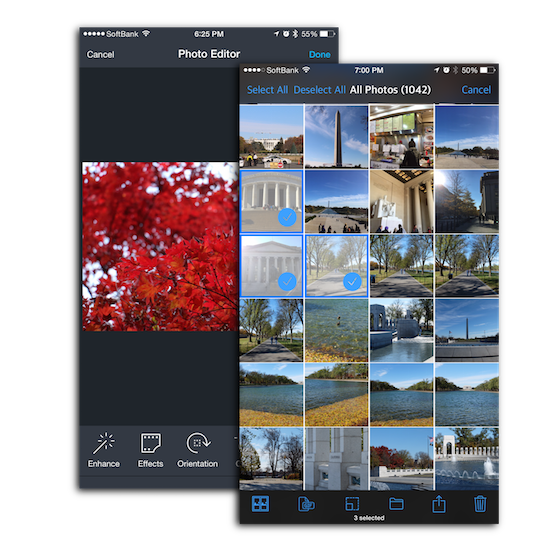 SoftBank 6:25 PM 55%
Cancel Photo Editor Done
Enhance Effects Orientation
SoftBank 7:00 PM 50%
Select All Deselect All All Photos (1042) Cancel
3 selected